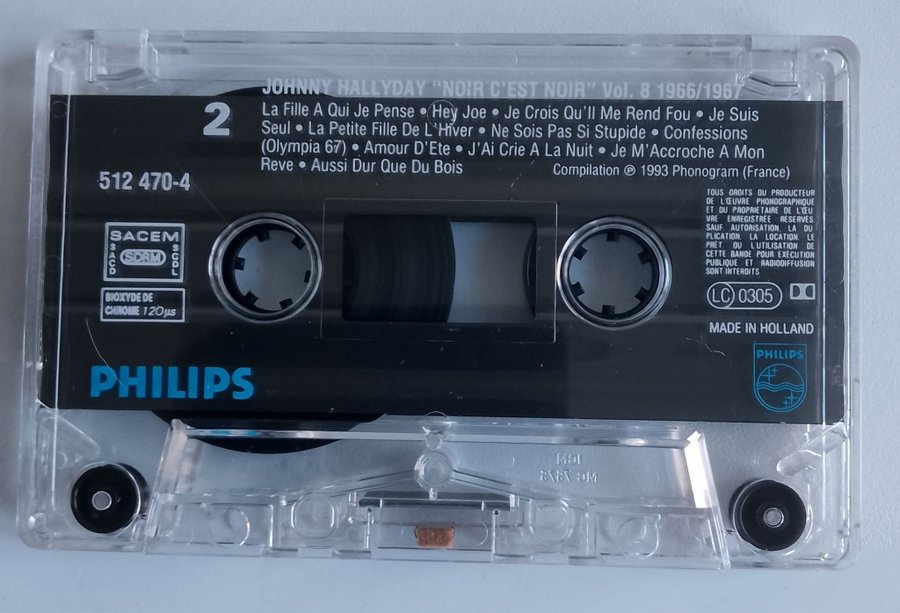 JOHNNY HALLYDAY "NOIR C'EST NOIR" Vol. 8 1966/1967
2
La Fille A Qui Je Pense • Hey Joe • Je Crois Qu'Il Me Rend Fou • Je Suis
Seul • La Petite Fille De L'Hiver • Ne Sois Pas Si Stupide • Confessions
(Olympia 67) • Amour D'Ete • J'Ai Crie A La Nuit • Je M'Accroche A Mon
Reve • Aussi Dur Que Du Bois
Compilation ℗ 1993 Phonogram (France)
512 470-4
SACEM
SACD
SDRM
SGDL
BIOXYDE DE
CHROME 120µs
TOUS DROITS DU PRODUCTEUR
DE L'ŒUVRE PHONOGRAPHIQUE
ET DU PROPRIETAIRE DE L'ŒU
VRE ENREGISTREE RESERVES
SAUF AUTORISATION, LA DU
PLICATION, LA LOCATION, LE
PRÊT, OU L'UTILISATION DE
CETTE BANDE POUR EXECUTION
PUBLIQUE ET RADIODIFFUSION
SONT INTERDITS
LC 0305
MADE IN HOLLAND
PHILIPS
PHILIPS
ICM